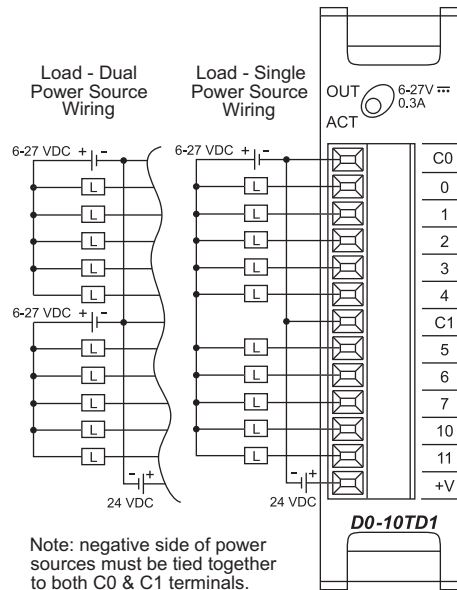 Load - Dual
Power Source
Wiring
Load - Single
Power Source
Wiring
OUT
6-27V
0.3A
ACT
6-27 VDC + -
L
L
L
L
L
6-27 VDC + -
L
L
L
L
L
- +
24 VDC
6-27 VDC + -
L
L
L
L
L
L
L
L
L
L
- +
24 VDC
C0
0
1
2
3
4
C1
5
6
7
10
11
+V
D0-10TD1
Note: negative side of power
sources must be tied together
to both C0 & C1 terminals.